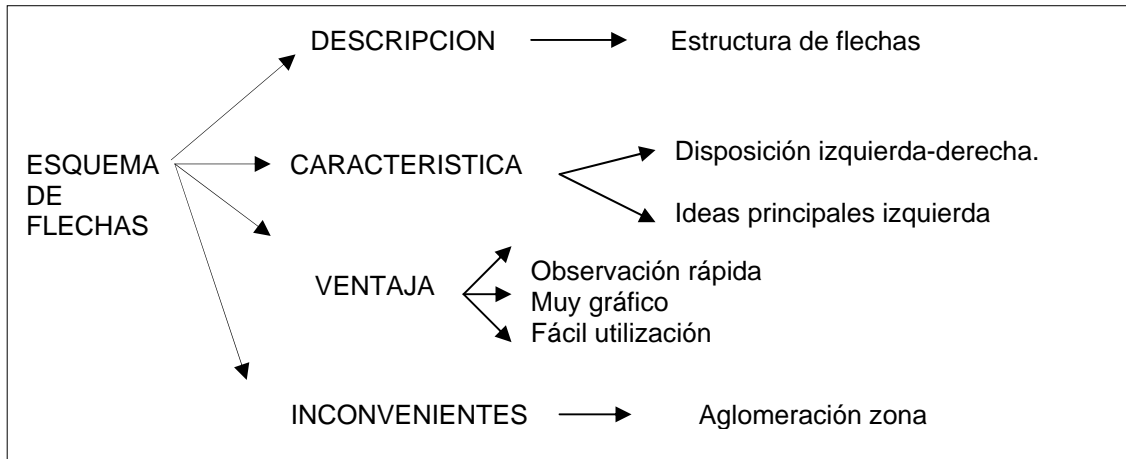 DESCRIPCION
Estructura de flechas
ESQUEMA
DE
FLECHAS
CARACTERISTICA
Disposición izquierda-derecha.
Ideas principales izquierda
VENTAJA
Observación rápida
Muy gráfico
Fácil utilización
INCONVENIENTES
Aglomeración zona